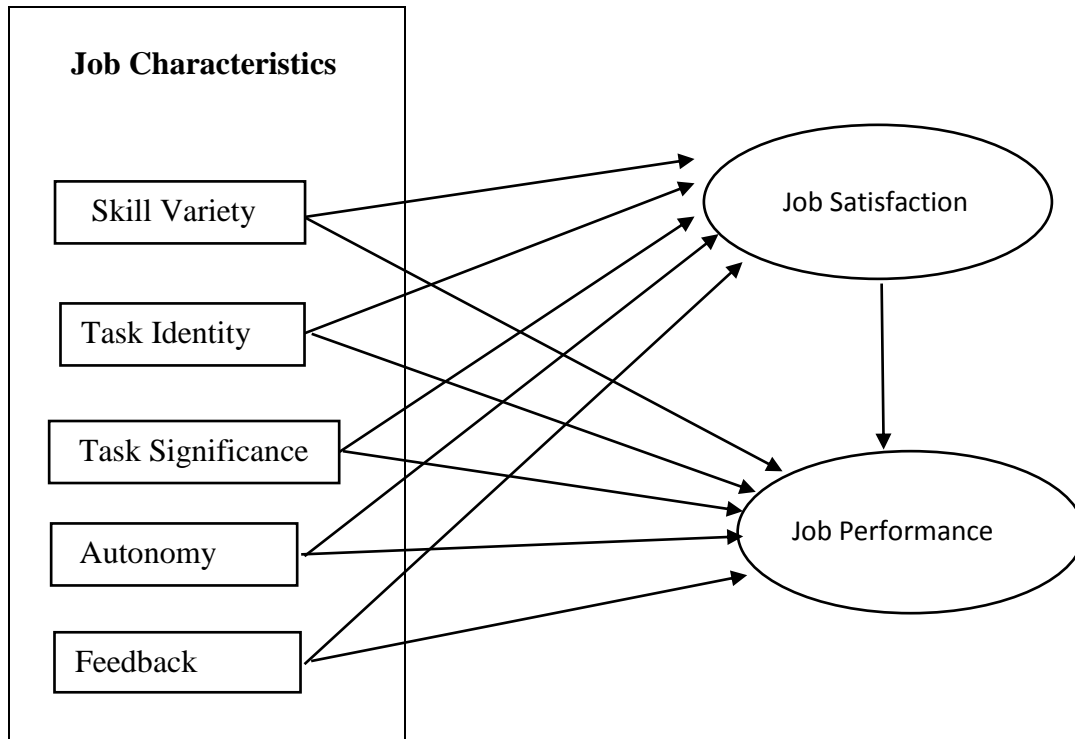 Job Characteristics
Skill Variety
Task Identity
Task Significance
Autonomy
Feedback
Job Satisfaction
Job Performance